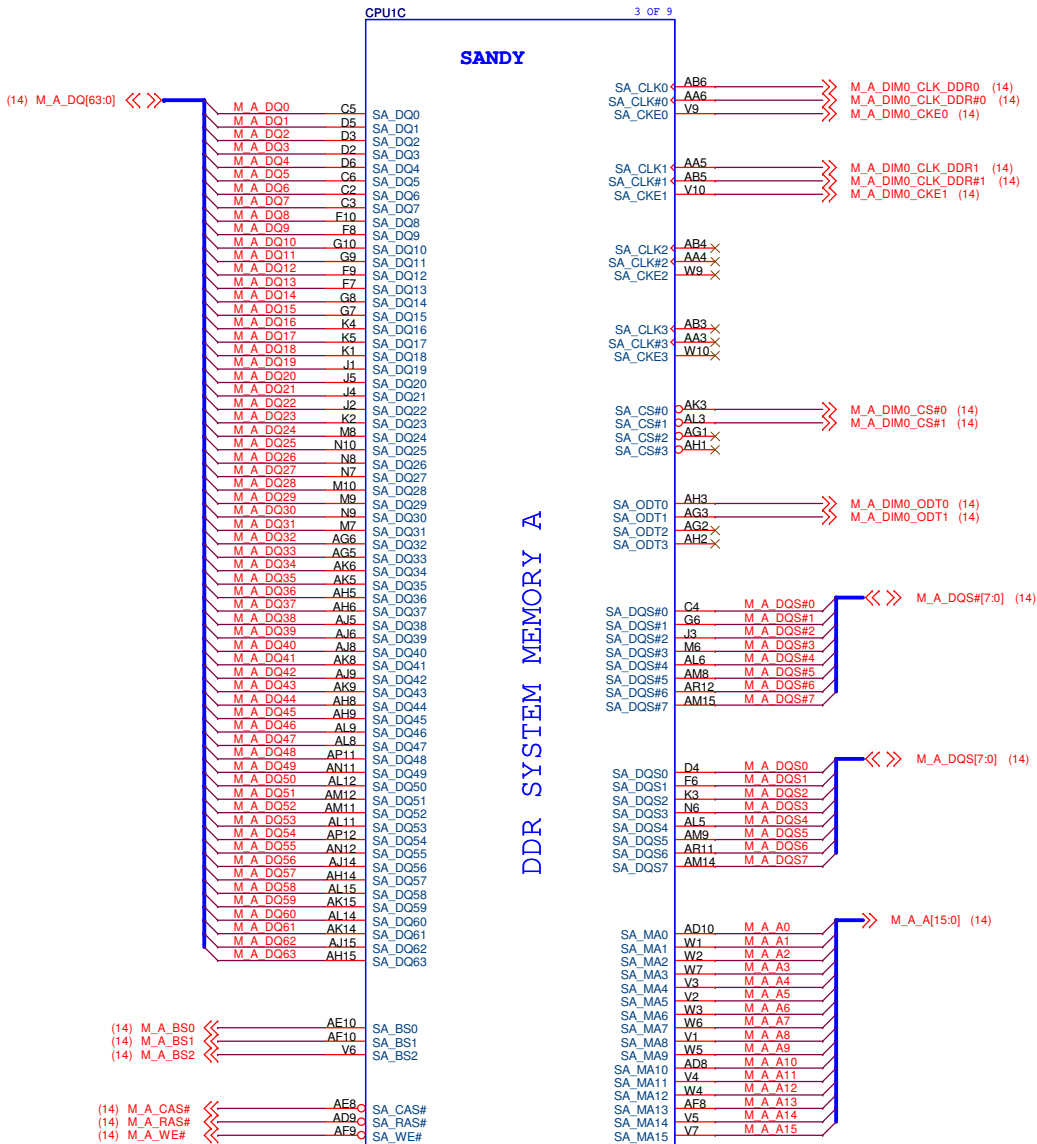 CPU1C 3 OF 9
SANDY
DDR SYSTEM MEMORY A
(14) M_A_DQ[63:0]
M_A_DQ0 C5 SA_DQ0
M_A_DQ1 D5 SA_DQ1
M_A_DQ2 D3 SA_DQ2
M_A_DQ3 D2 SA_DQ3
M_A_DQ4 D6 SA_DQ4
M_A_DQ5 C6 SA_DQ5
M_A_DQ6 C2 SA_DQ6
M_A_DQ7 C3 SA_DQ7
M_A_DQ8 F10 SA_DQ8
M_A_DQ9 F8 SA_DQ9
M_A_DQ10 G10 SA_DQ10
M_A_DQ11 G9 SA_DQ11
M_A_DQ12 F9 SA_DQ12
M_A_DQ13 F7 SA_DQ13
M_A_DQ14 G8 SA_DQ14
M_A_DQ15 G7 SA_DQ15
M_A_DQ16 K4 SA_DQ16
M_A_DQ17 K5 SA_DQ17
M_A_DQ18 K1 SA_DQ18
M_A_DQ19 J1 SA_DQ19
M_A_DQ20 J5 SA_DQ20
M_A_DQ21 J4 SA_DQ21
M_A_DQ22 J2 SA_DQ22
M_A_DQ23 K2 SA_DQ23
M_A_DQ24 M8 SA_DQ24
M_A_DQ25 N10 SA_DQ25
M_A_DQ26 N8 SA_DQ26
M_A_DQ27 N7 SA_DQ27
M_A_DQ28 M10 SA_DQ28
M_A_DQ29 M9 SA_DQ29
M_A_DQ30 N9 SA_DQ30
M_A_DQ31 M7 SA_DQ31
M_A_DQ32 AG6 SA_DQ32
M_A_DQ33 AG5 SA_DQ33
M_A_DQ34 AK6 SA_DQ34
M_A_DQ35 AK5 SA_DQ35
M_A_DQ36 AH5 SA_DQ36
M_A_DQ37 AH6 SA_DQ37
M_A_DQ38 AJ5 SA_DQ38
M_A_DQ39 AJ6 SA_DQ39
M_A_DQ40 AJ8 SA_DQ40
M_A_DQ41 AK8 SA_DQ41
M_A_DQ42 AJ9 SA_DQ42
M_A_DQ43 AK9 SA_DQ43
M_A_DQ44 AH8 SA_DQ44
M_A_DQ45 AH9 SA_DQ45
M_A_DQ46 AL9 SA_DQ46
M_A_DQ47 AL8 SA_DQ47
M_A_DQ48 AP11 SA_DQ48
M_A_DQ49 AN11 SA_DQ49
M_A_DQ50 AL12 SA_DQ50
M_A_DQ51 AM12 SA_DQ51
M_A_DQ52 AM11 SA_DQ52
M_A_DQ53 AL11 SA_DQ53
M_A_DQ54 AP12 SA_DQ54
M_A_DQ55 AN12 SA_DQ55
M_A_DQ56 AJ14 SA_DQ56
M_A_DQ57 AH14 SA_DQ57
M_A_DQ58 AL15 SA_DQ58
M_A_DQ59 AK15 SA_DQ59
M_A_DQ60 AL14 SA_DQ60
M_A_DQ61 AK14 SA_DQ61
M_A_DQ62 AJ15 SA_DQ62
M_A_DQ63 AH15 SA_DQ63
(14) M_A_BS0 AE10 SA_BS0
(14) M_A_BS1 AF10 SA_BS1
(14) M_A_BS2 V6 SA_BS2
(14) M_A_CAS# AE8 SA_CAS#
(14) M_A_RAS# AD9 SA_RAS#
(14) M_A_WE# AF9 SA_WE#
SA_CLK0 AB6 M_A_DIM0_CLK_DDR0 (14)
SA_CLK#0 AA6 M_A_DIM0_CLK_DDR#0 (14)
SA_CKE0 V9 M_A_DIM0_CKE0 (14)
SA_CLK1 AA5 M_A_DIM0_CLK_DDR1 (14)
SA_CLK#1 AB5 M_A_DIM0_CLK_DDR#1 (14)
SA_CKE1 V10 M_A_DIM0_CKE1 (14)
SA_CLK2 AB4
SA_CLK#2 AA4
SA_CKE2 W9
SA_CLK3 AB3
SA_CLK#3 AA3
SA_CKE3 W10
SA_CS#0 AK3 M_A_DIM0_CS#0 (14)
SA_CS#1 AL3 M_A_DIM0_CS#1 (14)
SA_CS#2 AG1
SA_CS#3 AH1
SA_ODT0 AH3 M_A_DIM0_ODT0 (14)
SA_ODT1 AG3 M_A_DIM0_ODT1 (14)
SA_ODT2 AG2
SA_ODT3 AH2
M_A_DQS#[7:0] (14)
SA_DQS#0 C4 M_A_DQS#0
SA_DQS#1 G6 M_A_DQS#1
SA_DQS#2 J3 M_A_DQS#2
SA_DQS#3 M6 M_A_DQS#3
SA_DQS#4 AL6 M_A_DQS#4
SA_DQS#5 AM8 M_A_DQS#5
SA_DQS#6 AR12 M_A_DQS#6
SA_DQS#7 AM15 M_A_DQS#7
M_A_DQS[7:0] (14)
SA_DQS0 D4 M_A_DQS0
SA_DQS1 F6 M_A_DQS1
SA_DQS2 K3 M_A_DQS2
SA_DQS3 N6 M_A_DQS3
SA_DQS4 AL5 M_A_DQS4
SA_DQS5 AM9 M_A_DQS5
SA_DQS6 AR11 M_A_DQS6
SA_DQS7 AM14 M_A_DQS7
M_A_A[15:0] (14)
SA_MA0 AD10 M_A_A0
SA_MA1 W1 M_A_A1
SA_MA2 W2 M_A_A2
SA_MA3 W7 M_A_A3
SA_MA4 V3 M_A_A4
SA_MA5 V2 M_A_A5
SA_MA6 W3 M_A_A6
SA_MA7 W6 M_A_A7
SA_MA8 V1 M_A_A8
SA_MA9 W5 M_A_A9
SA_MA10 AD8 M_A_A10
SA_MA11 V4 M_A_A11
SA_MA12 W4 M_A_A12
SA_MA13 AF8 M_A_A13
SA_MA14 V5 M_A_A14
SA_MA15 V7 M_A_A15